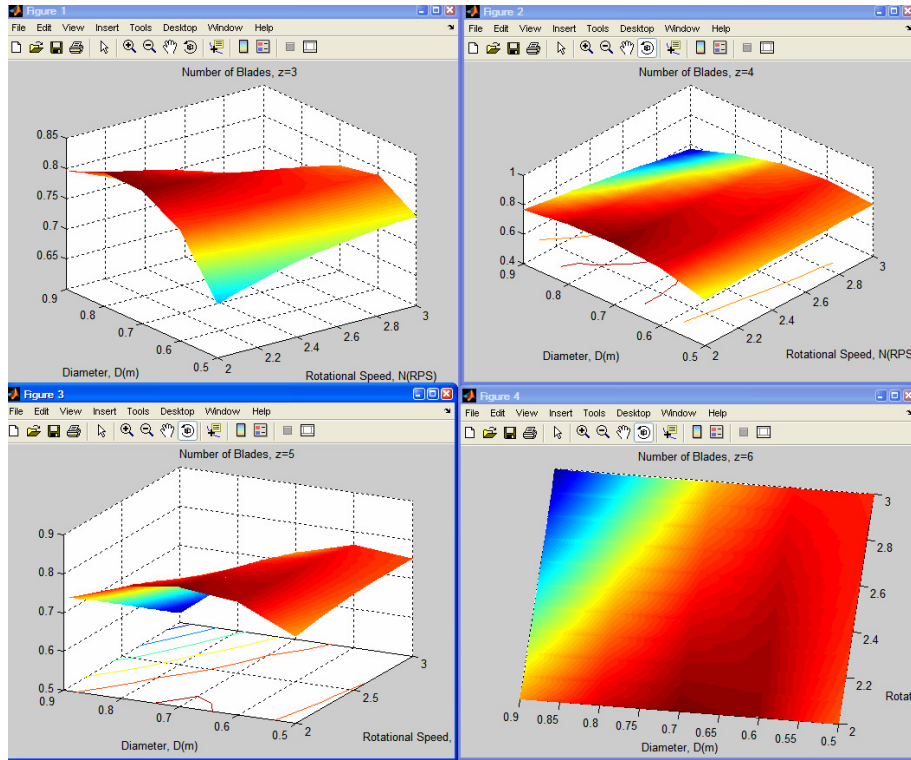 Figure 1
File Edit View Insert Tools Desktop Window Help
Number of Blades, z=3
0.85
0.8
0.75
0.7
0.65
0.9
0.8
0.7
0.6
0.5
2
2.2
2.4
2.6
2.8
3
Diameter, D(m)
Rotational Speed, N(RPS)
Figure 2
File Edit View Insert Tools Desktop Window Help
Number of Blades, z=4
1
0.8
0.6
0.4
0.9
0.8
0.7
0.6
0.5
2
2.2
2.4
2.6
2.8
3
Diameter, D(m)
Rotational Speed, N(RPS
Figure 3
File Edit View Insert Tools Desktop Window Help
Number of Blades, z=5
0.9
0.8
0.7
0.6
0.5
0.9
0.8
0.7
0.6
0.5
2
2.5
3
Diameter, D(m)
Rotational Speed,
Figure 4
File Edit View Insert Tools Desktop Window Help
Number of Blades, z=6
3
2.8
2.6
2.4
2.2
2
Rota
0.9 0.85 0.8 0.75 0.7 0.65 0.6 0.55 0.5
Diameter, D(m)